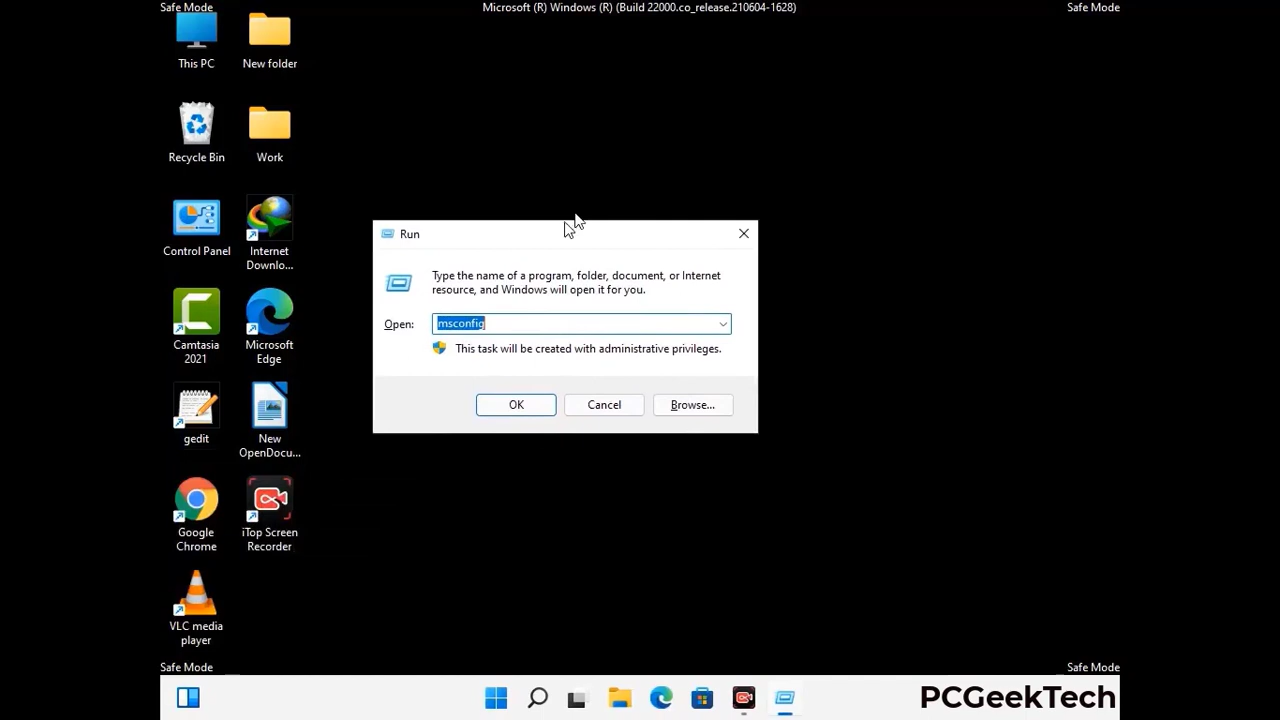 Safe Mode
Microsoft (R) Windows (R) (Build 22000.co_release.210604-1628)
Safe Mode
This PC
New folder
Recycle Bin
Work
Control Panel
Internet
Downlo...
Camtasia
2021
Microsoft
Edge
gedit
New
OpenDocu...
Google
Chrome
iTop Screen
Recorder
VLC media
player
Run
Type the name of a program, folder, document, or Internet
resource, and Windows will open it for you.
Open:
msconfig
This task will be created with administrative privileges.
OK
Cancel
Browse...
Safe Mode
Safe Mode
PCGeekTech